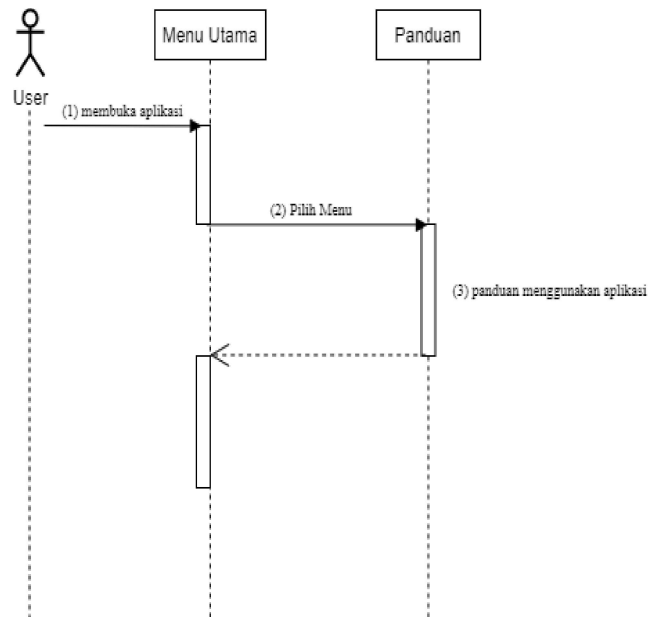 Menu Utama
Panduan
User
(1) membuka aplikasi
(2) Pilih Menu
(3) panduan menggunakan aplikasi